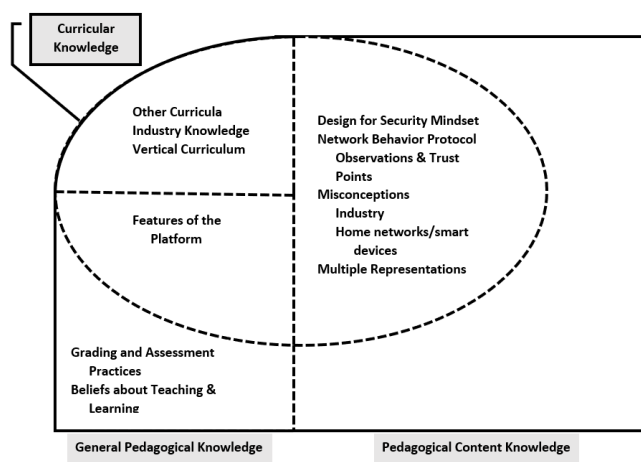 Curricular
Knowledge
Other Curricula
Industry Knowledge
Vertical Curriculum
Features of the
Platform
Design for Security Mindset
Network Behavior Protocol
Observations & Trust
Points
Misconceptions
Industry
Home networks/smart
devices
Multiple Representations
Grading and Assessment
Practices
Beliefs about Teaching &
Learning
General Pedagogical Knowledge
Pedagogical Content Knowledge